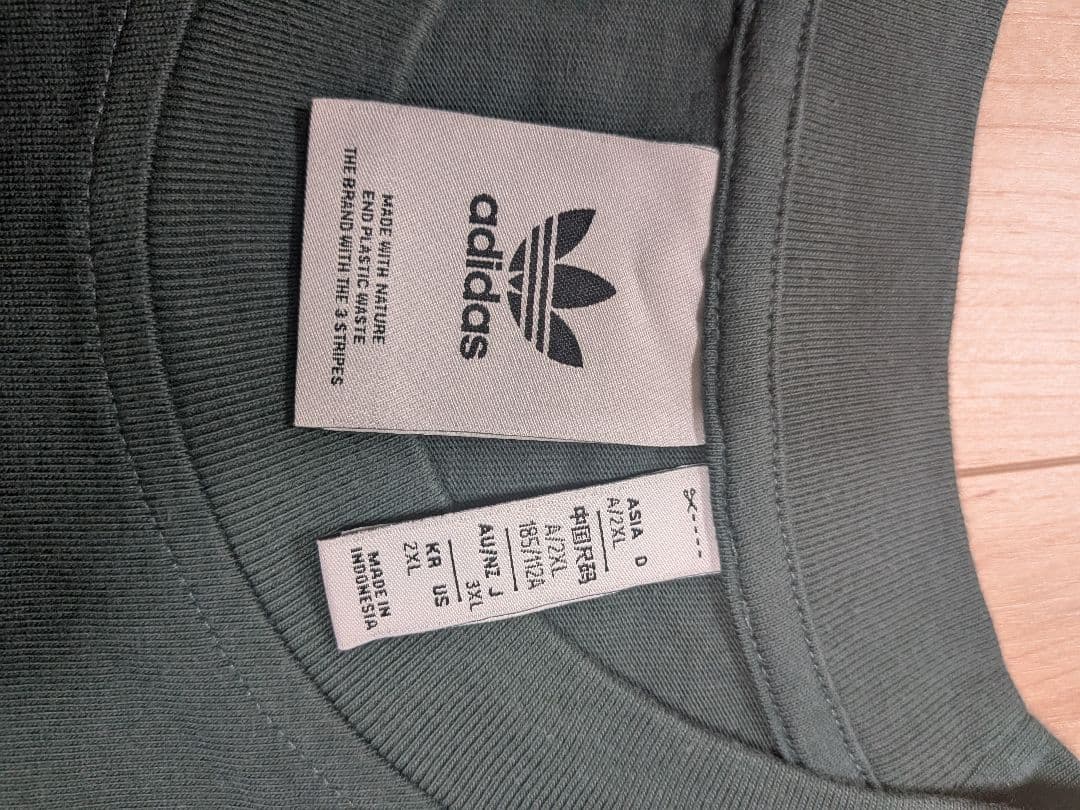 adidas
MADE WITH NATURE
END PLASTIC WASTE
THE BRAND WITH THE 3 STRIPES
ASIA D
A/2XL
中国尺码
A/2XL
185/112A
AU/NZ J
3XL
KR US
2XL
MADE IN
INDONESIA